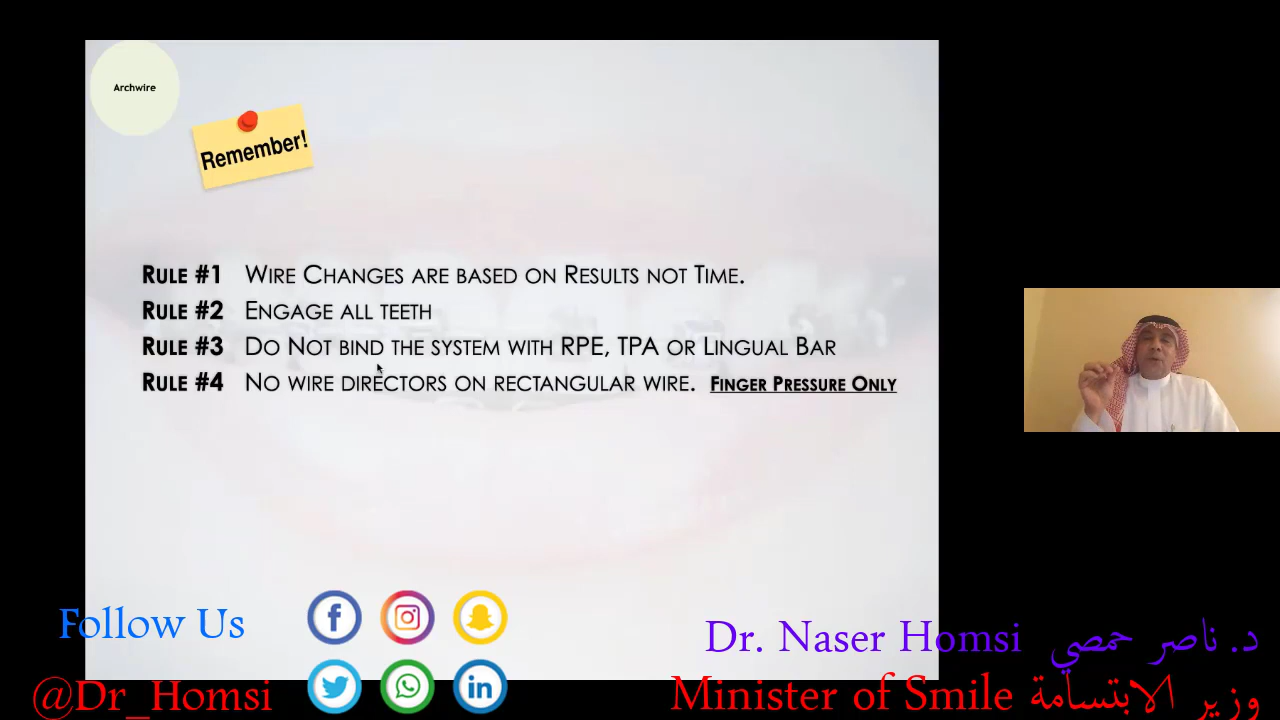 Archwire
Remember!
Rule #1 Wire Changes are based on Results not Time.
Rule #2 Engage all teeth
Rule #3 Do Not bind the system with RPE, TPA or Lingual Bar
Rule #4 No wire directors on rectangular wire. Finger Pressure Only
Follow Us
@Dr_Homsi
Dr. Naser Homsi د. ناصر حمصي
Minister of Smile وزير الابتسامة